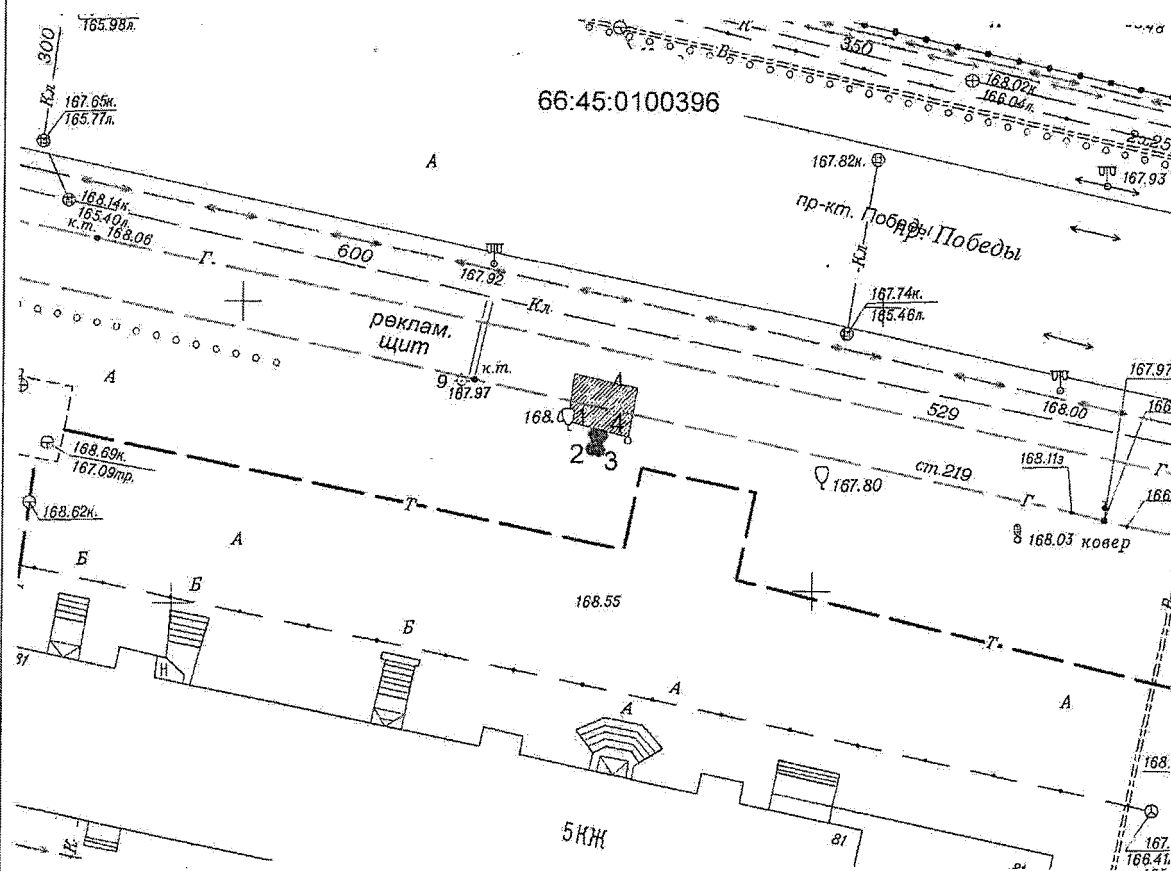 165.98л.
300
Кл
167.65к.
165.77л.
К
350
В
168.02к
166.04л.
66:45:0100396
А
167.82к.
167.93
пр-кт. Победы
пр. Победы
168.14к.
165.40л.
к.т. 168.06
Г.
600
167.92
Кл.
Кл
167.74к.
165.46л.
реклам.
щит
к.т.
9
167.97
А
А
168.00
529
167.97
1
4
2
3
168.69к.
167.09тр.
168.62к.
167.80
ст.219
168.11з
Г
Г
168.03 ковер
Т
А
Б
Б
Б
168.55
Т.
А
А
А
81
Н
5КЖ
81
К
166.41